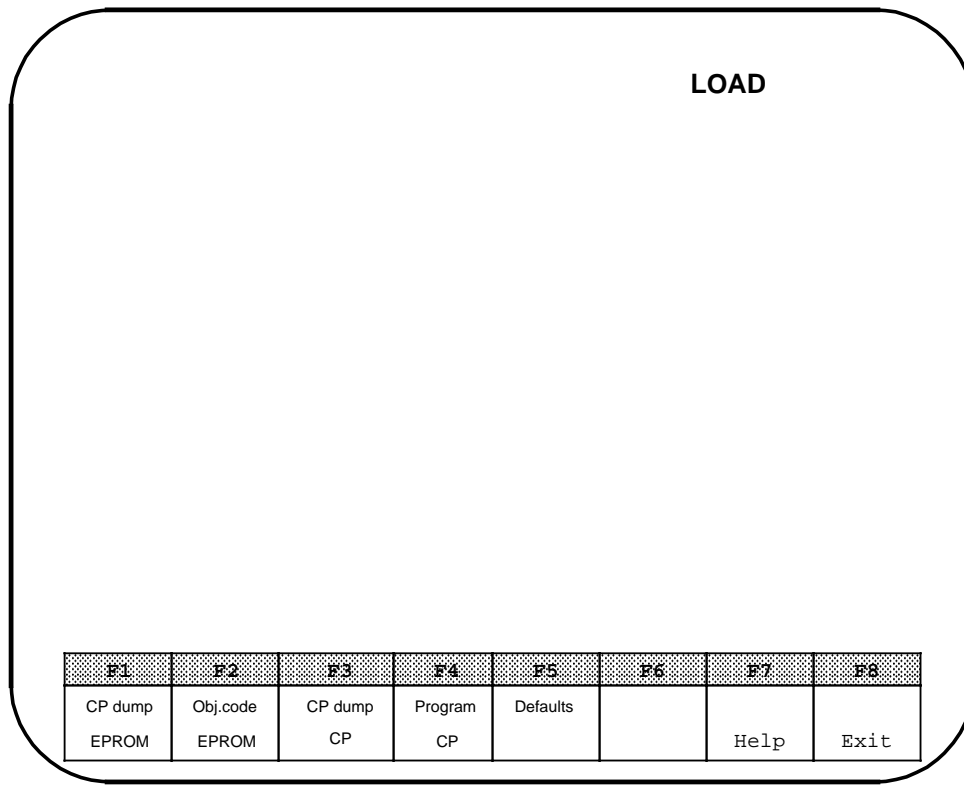 LOAD
F1 F2 F3 F4 F5 F6 F7 F8
CP dump Obj.code CP dump Program Defaults
EPROM EPROM CP CP Help Exit